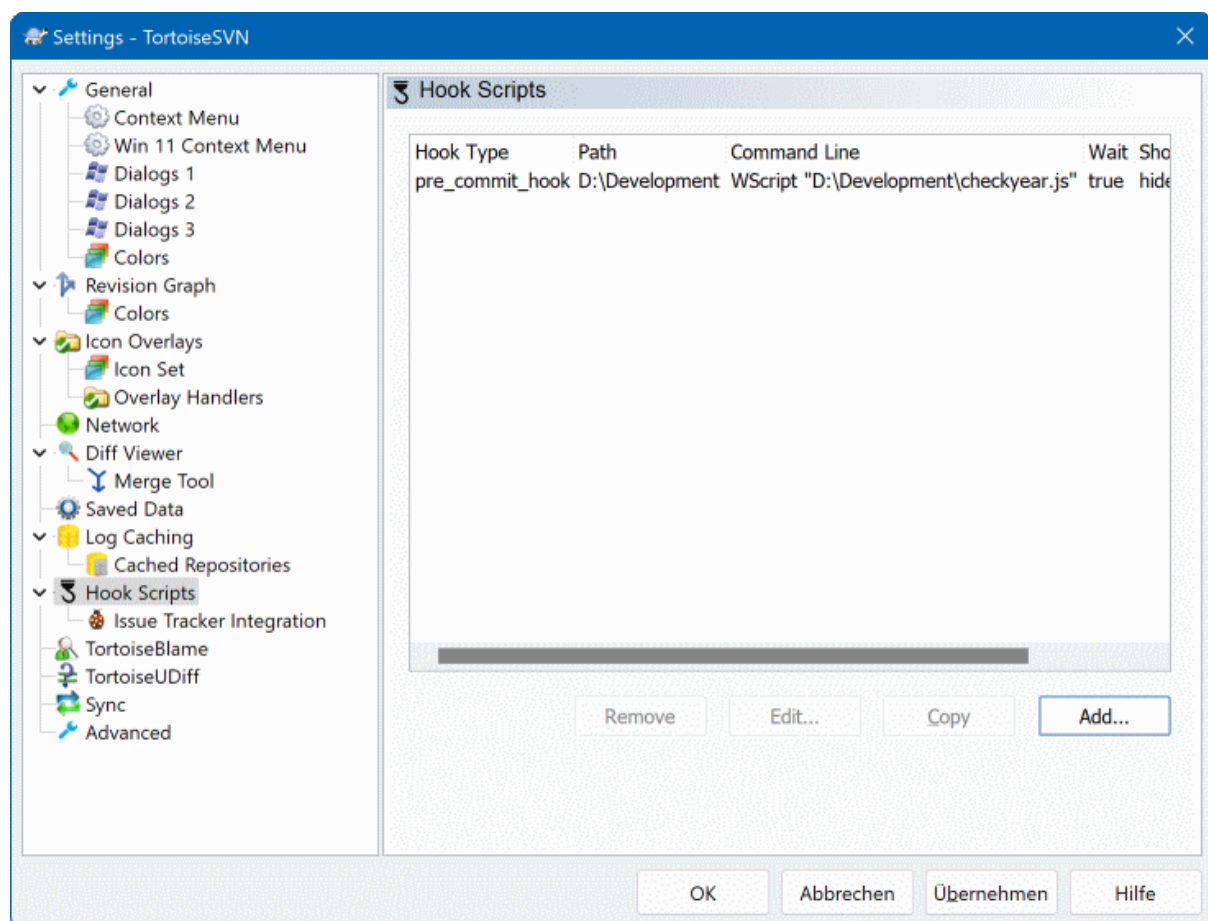 Settings - TortoiseSVN
General
Context Menu
Win 11 Context Menu
Dialogs 1
Dialogs 2
Dialogs 3
Colors
Revision Graph
Colors
Icon Overlays
Icon Set
Overlay Handlers
Network
Diff Viewer
Merge Tool
Saved Data
Log Caching
Cached Repositories
Hook Scripts
Issue Tracker Integration
TortoiseBlame
TortoiseUDiff
Sync
Advanced
Hook Scripts
Hook Type Path Command Line Wait Sho
pre_commit_hook D:\Development WScript "D:\Development\checkyear.js" true hide
Remove Edit... Copy Add...
OK Abbrechen Übernehmen Hilfe